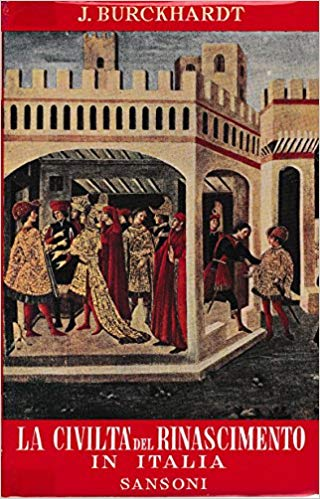 J. BURCKHARDT
LA CIVILTA DEL RINASCIMENTO
IN ITALIA
SANSONI